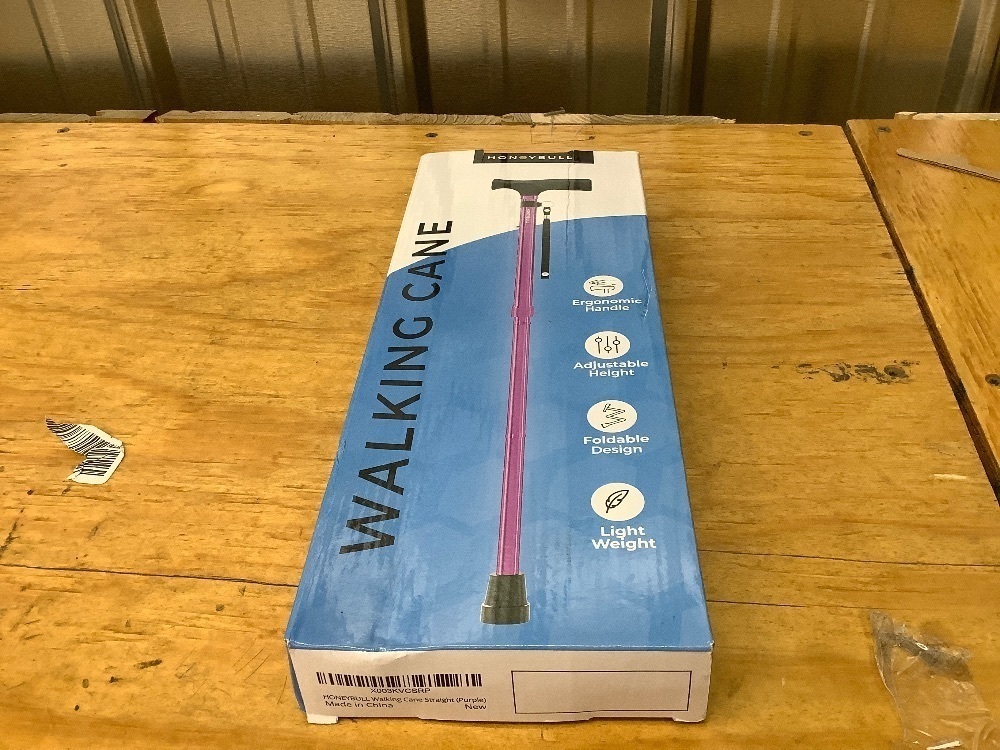 HONEYBULL
WALKING CANE
Ergonomic
Handle
Adjustable
Height
Foldable
Design
Light
Weight
X003KVCSRP
HONEYBULL Walking Cane Straight (Purple)
Made in China
New